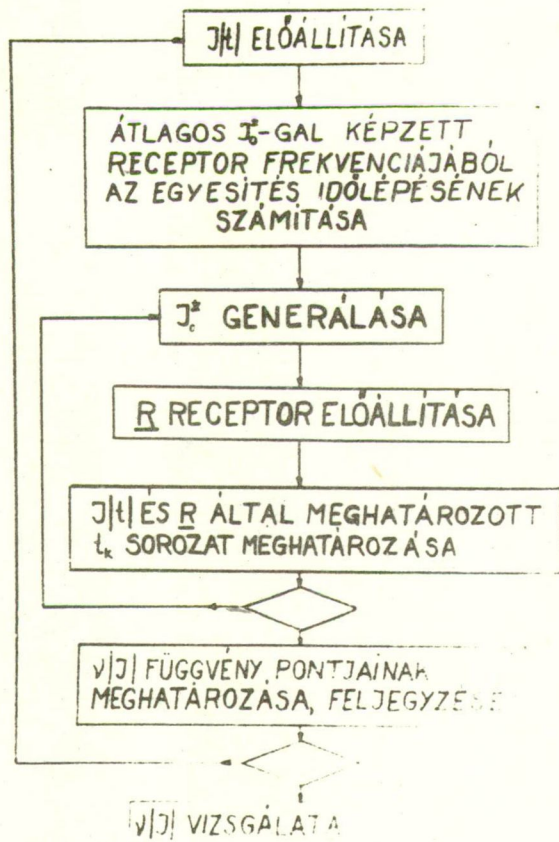 J|t| ELŐÁLLÍTÁSA
ÁTLAGOS J₀*-GAL KÉPZETT
RECEPTOR FREKVENCIÁJÁBÓL
AZ EGYESÍTÉS IDŐLÉPÉSÉNEK
SZÁMÍTÁSA
J꜀* GENERÁLÁSA
R RECEPTOR ELŐÁLLÍTÁSA
J|t| ÉS R ÁLTAL MEGHATÁROZOTT
tₖ SOROZAT MEGHATÁROZÁSA
ν|J| FÜGGVÉNY PONTJAINAK
MEGHATÁROZÁSA, FELJEGYZÉSE
ν|J| VIZSGÁLATA